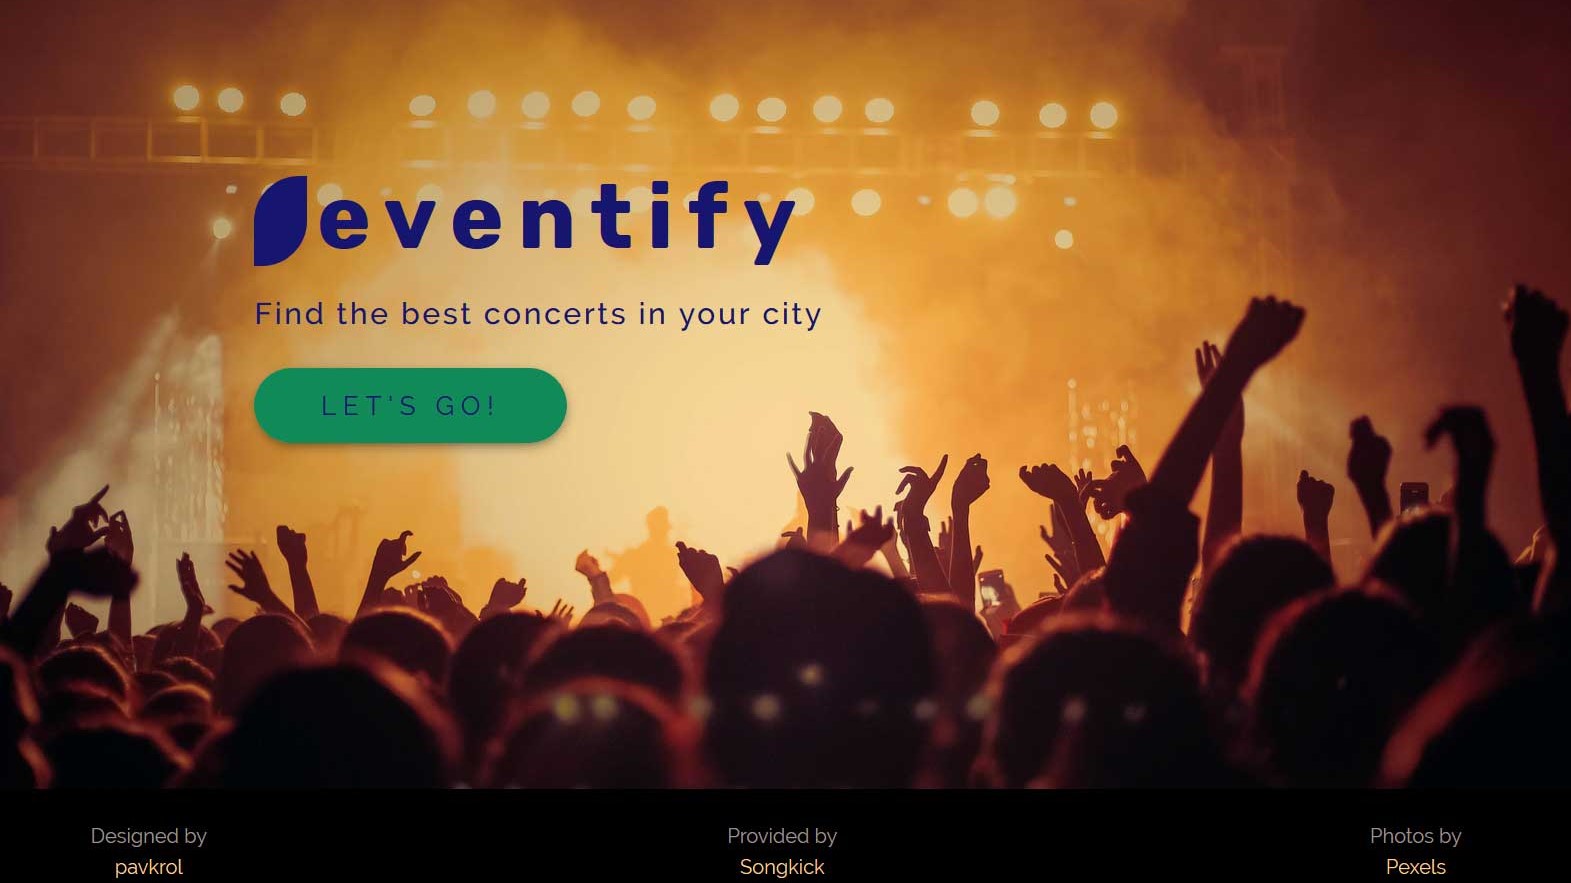 eventify
Find the best concerts in your city
LET'S GO!
Designed by
pavkrol
Provided by
Songkick
Photos by
Pexels